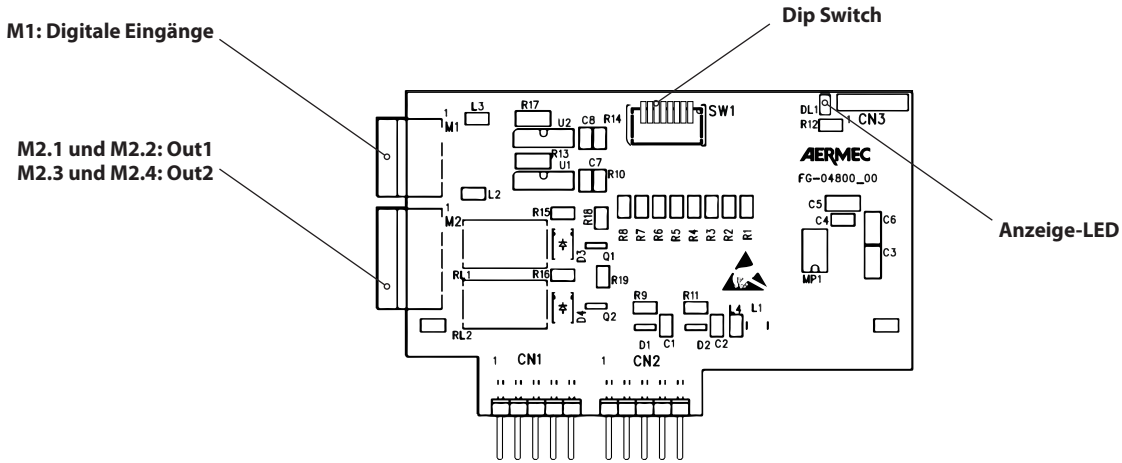 Dip Switch
M1: Digitale Eingänge
M2.1 und M2.2: Out1
M2.3 und M2.4: Out2
Anzeige-LED
1
M1
L3
R17
U2
C8
R14
SW1
DL1
1
CN3
R12
R13
U1
C7
R10
AERMEC
FG-04800_00
L2
1
M2
R15
R18
R8
R7
R6
R5
R4
R3
R2
R1
C5
C4
C6
C3
D3
Q1
RL1
R16
R19
MP1
D4
Q2
R9
R11
L4
L1
RL2
D1
C1
D2
C2
1
CN1
1
CN2